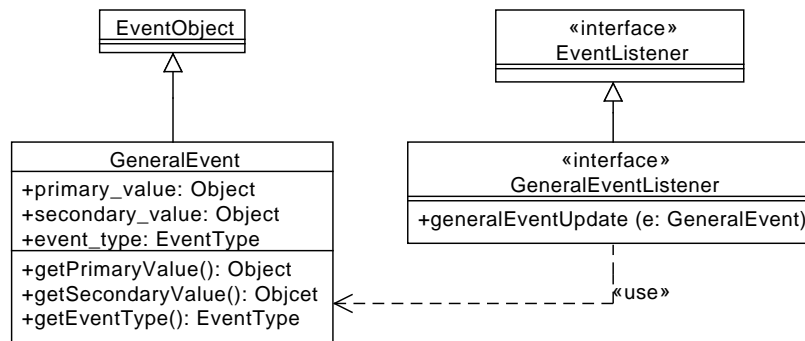 EventObject
«interface»
EventListener
GeneralEvent
+primary_value: Object
+secondary_value: Object
+event_type: EventType
+getPrimaryValue(): Object
+getSecondaryValue(): Objcet
+getEventType(): EventType
«interface»
GeneralEventListener
+generalEventUpdate (e: GeneralEvent)
«use»